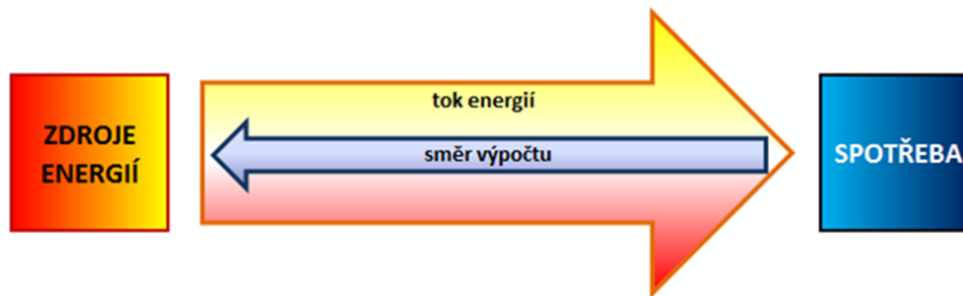 ZDROJE
ENERGIÍ
tok energií
směr výpočtu
SPOTŘEBA